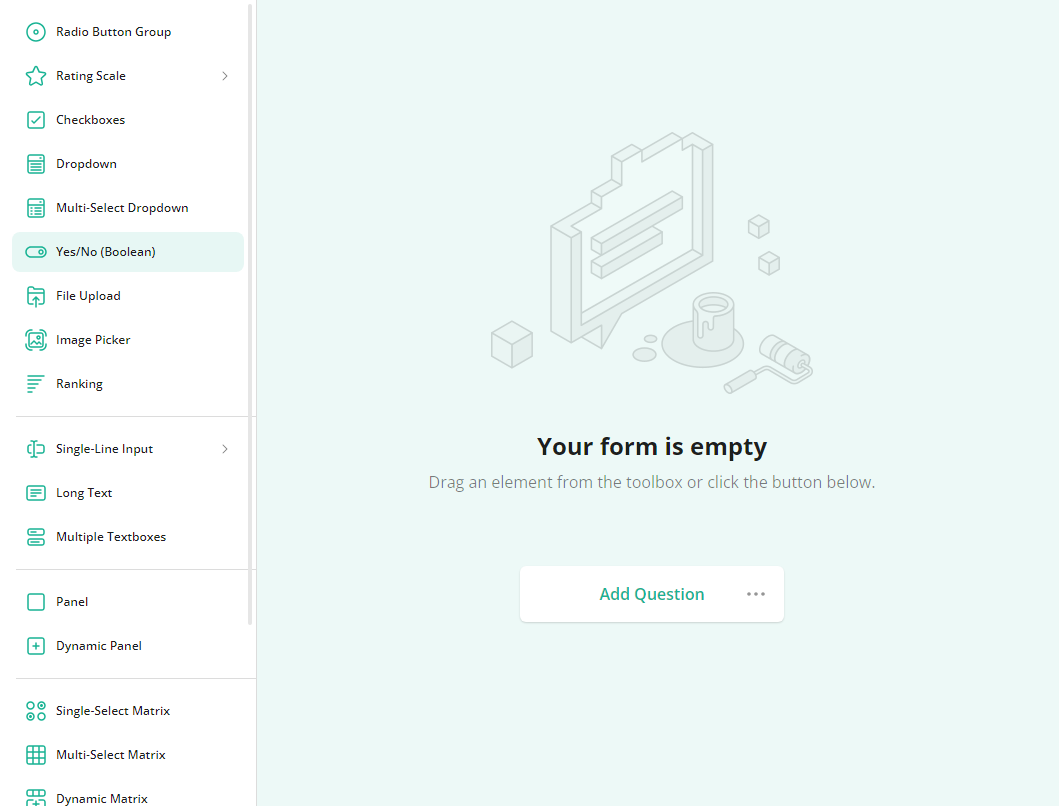 Radio Button Group
Rating Scale
Checkboxes
Dropdown
Multi-Select Dropdown
Yes/No (Boolean)
File Upload
Image Picker
Ranking
Single-Line Input
Long Text
Multiple Textboxes
Panel
Dynamic Panel
Single-Select Matrix
Multi-Select Matrix
Dynamic Matrix
Your form is empty
Drag an element from the toolbox or click the button below.
Add Question